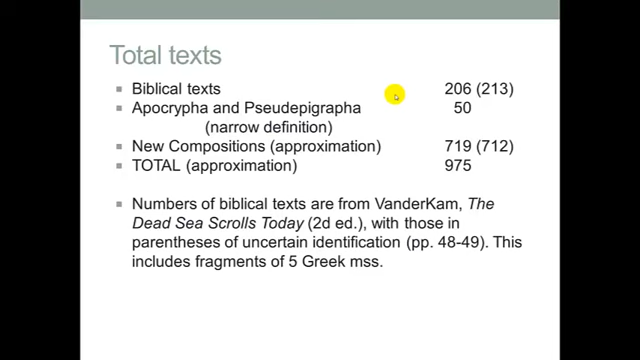 Total texts
Biblical texts 206 (213)
Apocrypha and Pseudepigrapha 50
(narrow definition)
New Compositions (approximation) 719 (712)
TOTAL (approximation) 975
Numbers of biblical texts are from VanderKam, The
Dead Sea Scrolls Today (2d ed.), with those in
parentheses of uncertain identification (pp. 48-49). This
includes fragments of 5 Greek mss.